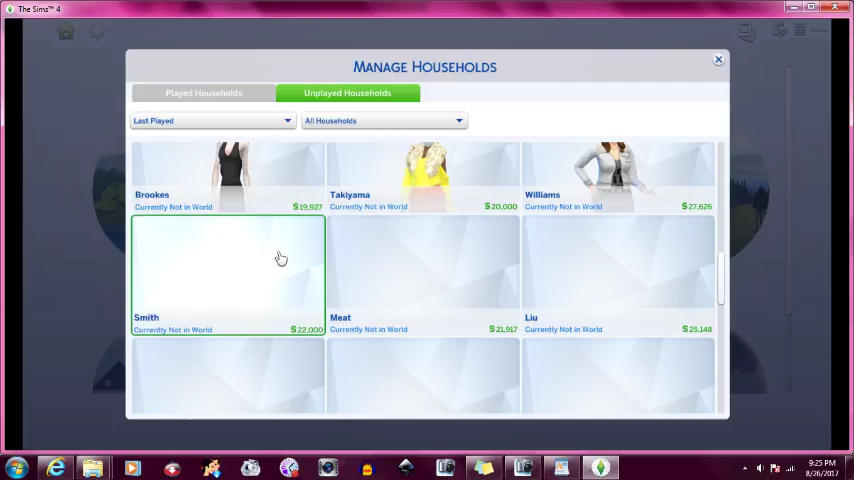 The Sims™ 4
Manage Households
Played Households
Unplayed Households
Last Played
All Households
Brookes
Currently Not in World
$19,927
Takiyama
Currently Not in World
$20,000
Williams
Currently Not in World
$27,626
Smith
Currently Not in World
$22,000
Meat
Currently Not in World
$21,917
Liu
Currently Not in World
$25,148
9:25 PM
8/26/2017